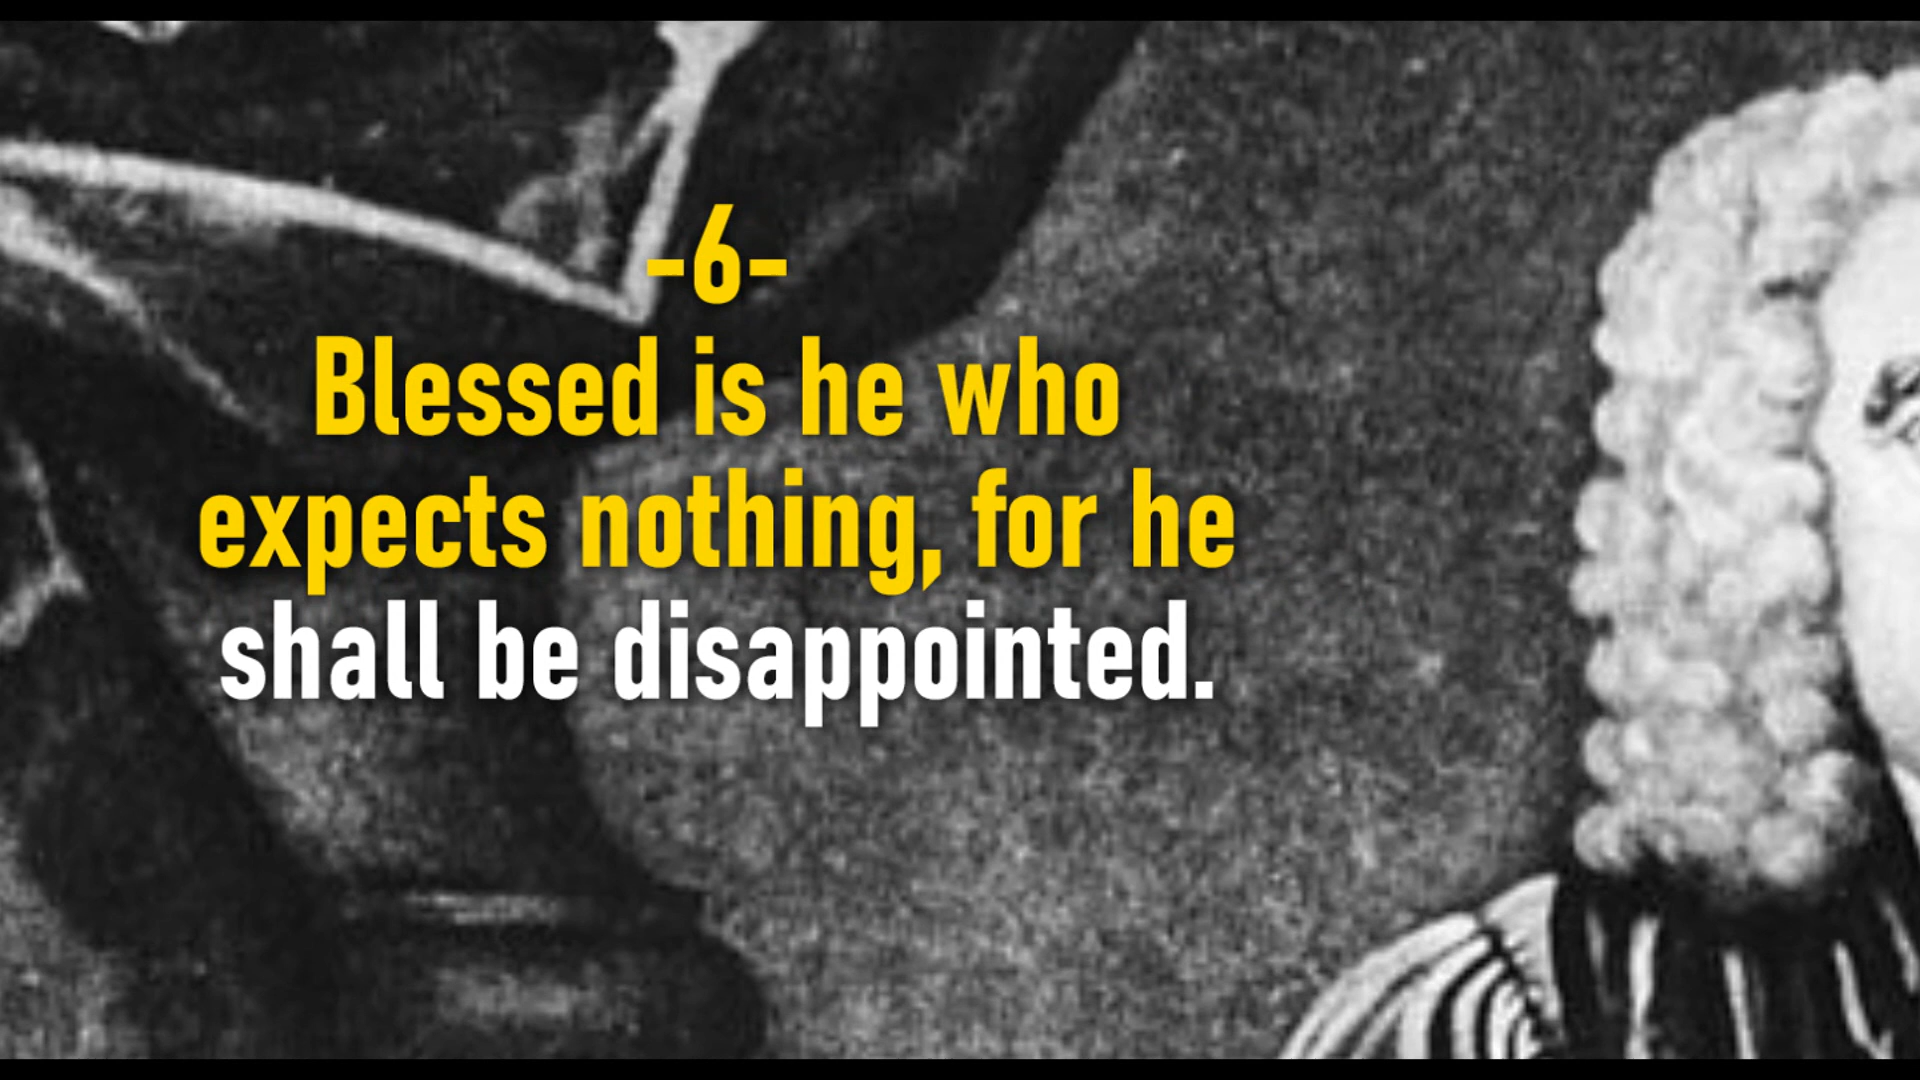 -6-
Blessed is he who
expects nothing, for he
shall be disappointed.